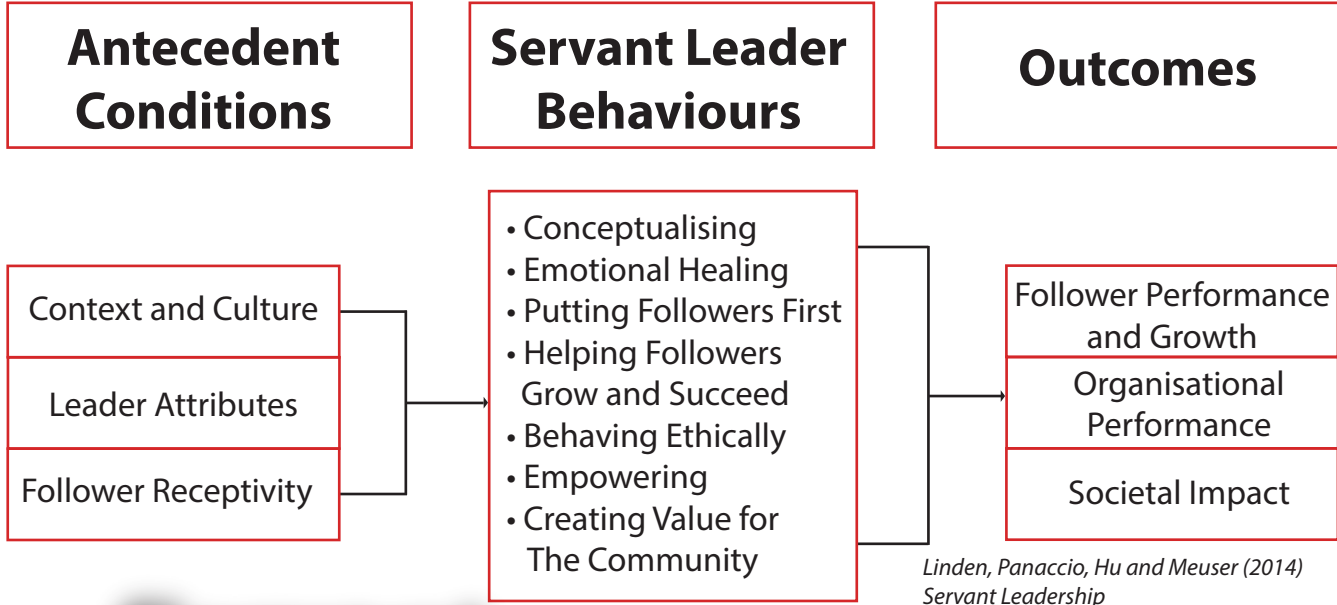 Antecedent
Conditions
Servant Leader
Behaviours
Outcomes
Context and Culture
Leader Attributes
Follower Receptivity
• Conceptualising
• Emotional Healing
• Putting Followers First
• Helping Followers
Grow and Succeed
• Behaving Ethically
• Empowering
• Creating Value for
The Community
Follower Performance
and Growth
Organisational
Performance
Societal Impact
Linden, Panaccio, Hu and Meuser (2014)
Servant Leadership